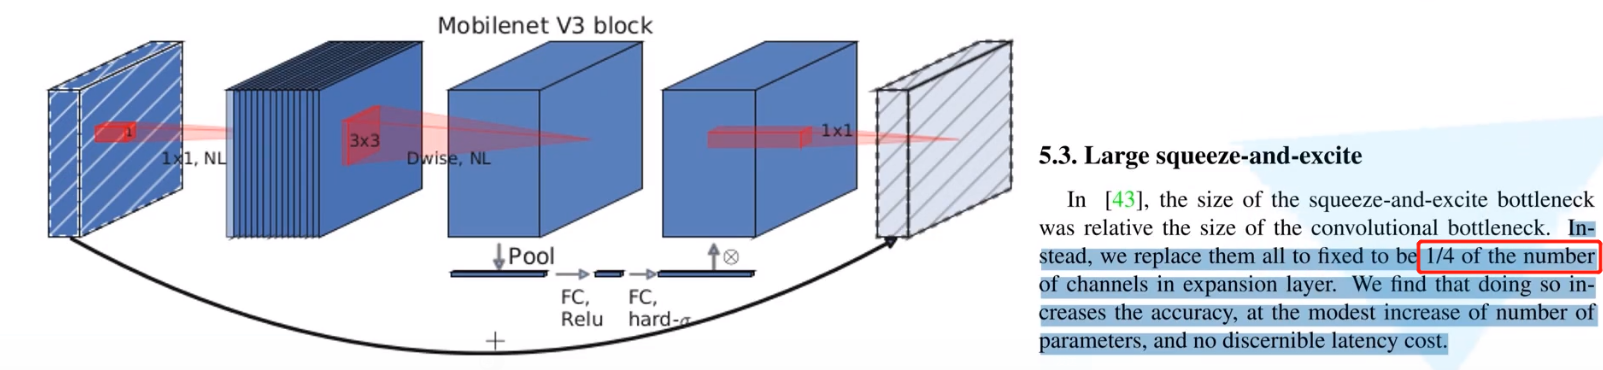 Mobilenet V3 block
1x1, NL
3x3
Dwise, NL
1x1
Pool
⊗
FC,
Relu
FC,
hard-σ
+
5.3. Large squeeze-and-excite
In [43], the size of the squeeze-and-excite bottleneck
was relative the size of the convolutional bottleneck. In-
stead, we replace them all to fixed to be 1/4 of the number
of channels in expansion layer. We find that doing so in-
creases the accuracy, at the modest increase of number of
parameters, and no discernible latency cost.